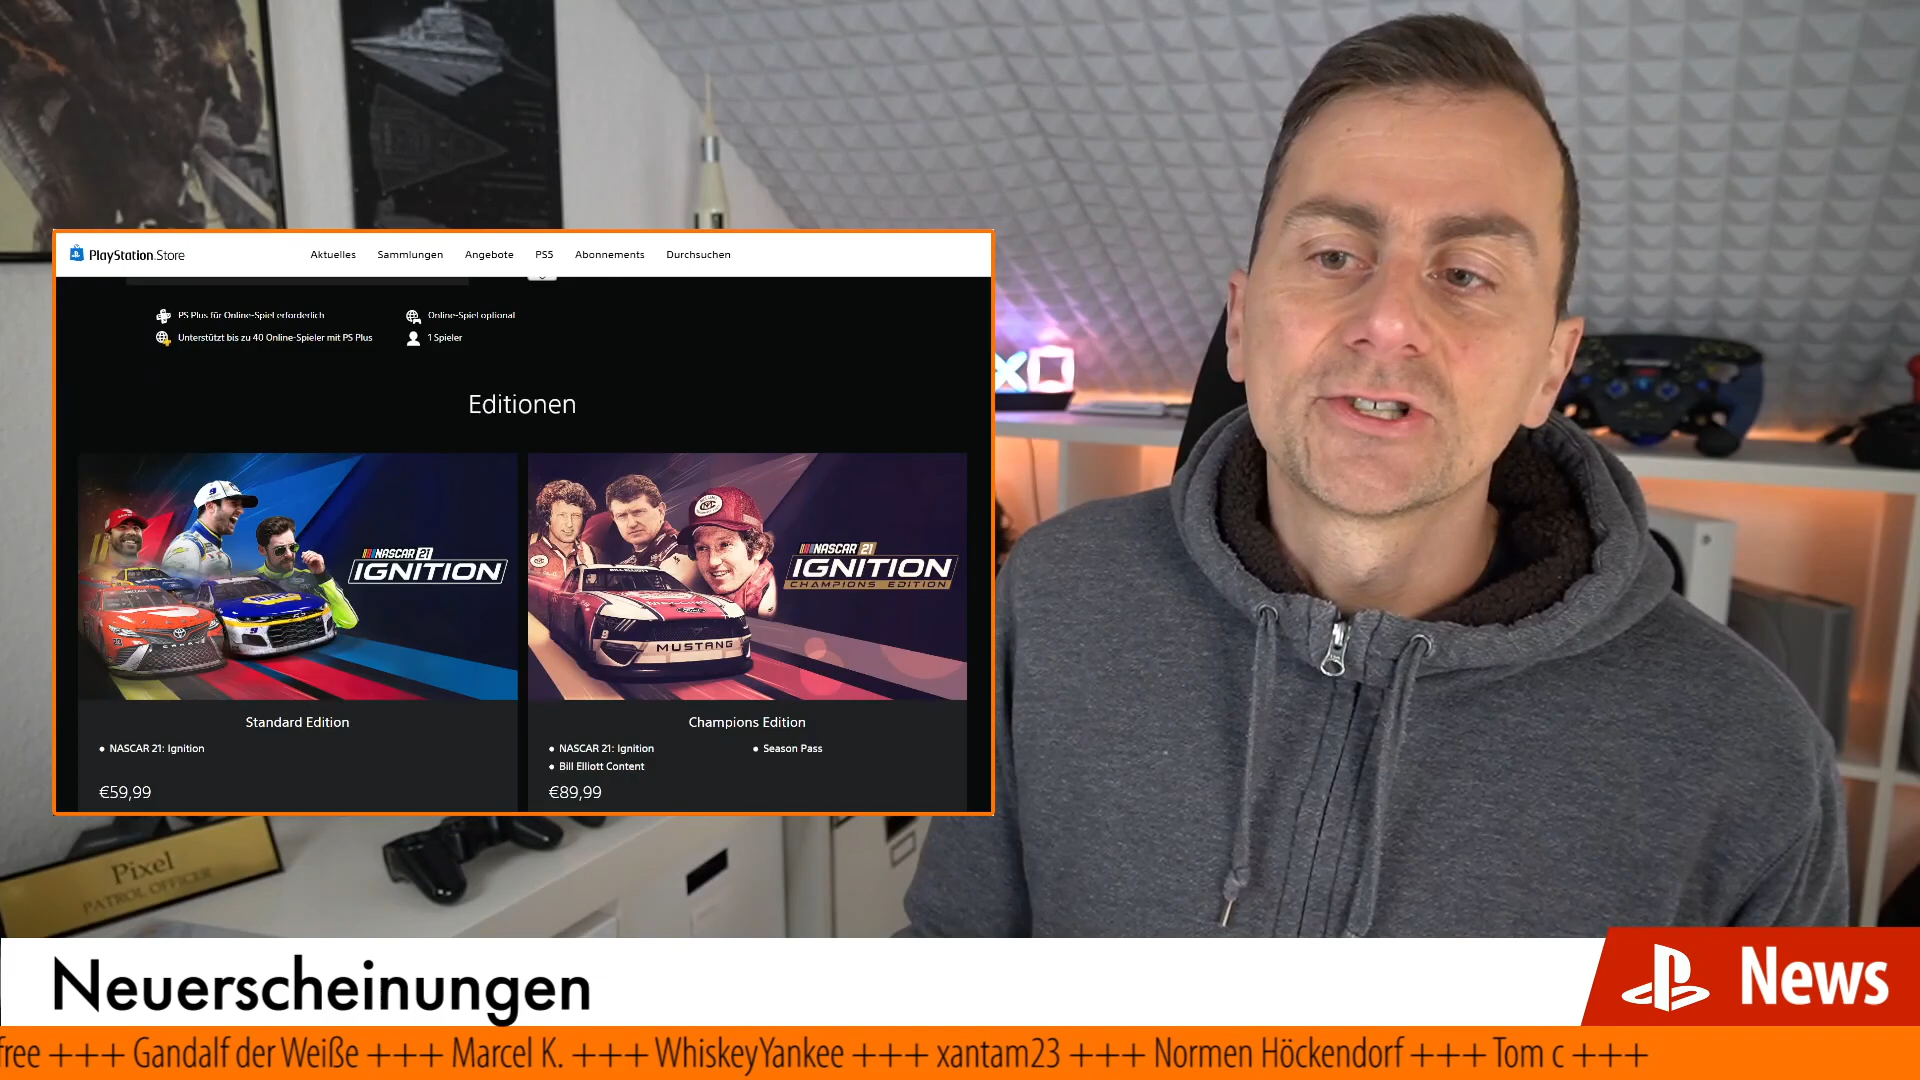 PlayStation.Store
Aktuelles Sammlungen Angebote PS5 Abonnements Durchsuchen
PS Plus für Online-Spiel erforderlich
Online-Spiel optional
Unterstützt bis zu 40 Online-Spieler mit PS Plus
1 Spieler
Editionen
NASCAR 21
IGNITION
NASCAR 21
IGNITION
CHAMPIONS EDITION
MUSTANG
Standard Edition
• NASCAR 21: Ignition
€59,99
Champions Edition
• NASCAR 21: Ignition
• Season Pass
• Bill Elliott Content
€89,99
Pixel
PATROL OFFICER
Neuerscheinungen
News
free +++ Gandalf der Weiße +++ Marcel K. +++ WhiskeyYankee +++ xantam23 +++ Normen Höckendorf +++ Tom c +++